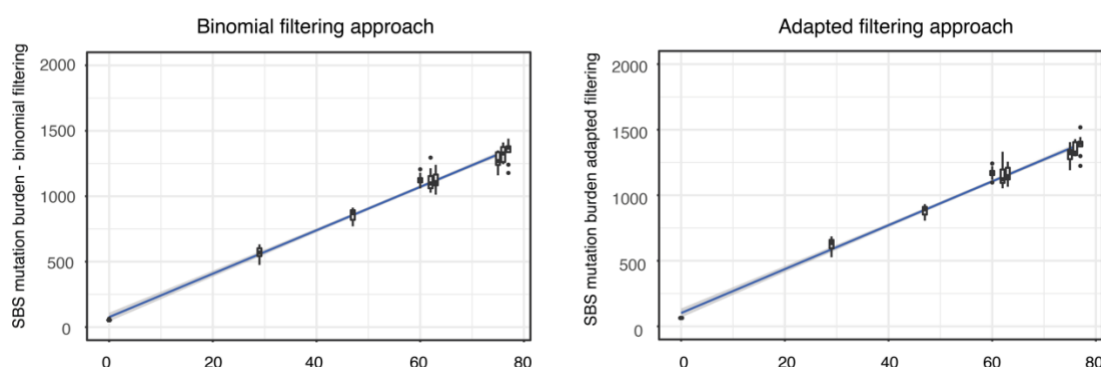 Binomial filtering approach
SBS mutation burden - binomial filtering
2000
1500
1000
500
0
0 20 40 60 80
Adapted filtering approach
SBS mutation burden adapted filtering
2000
1500
1000
500
0
0 20 40 60 80